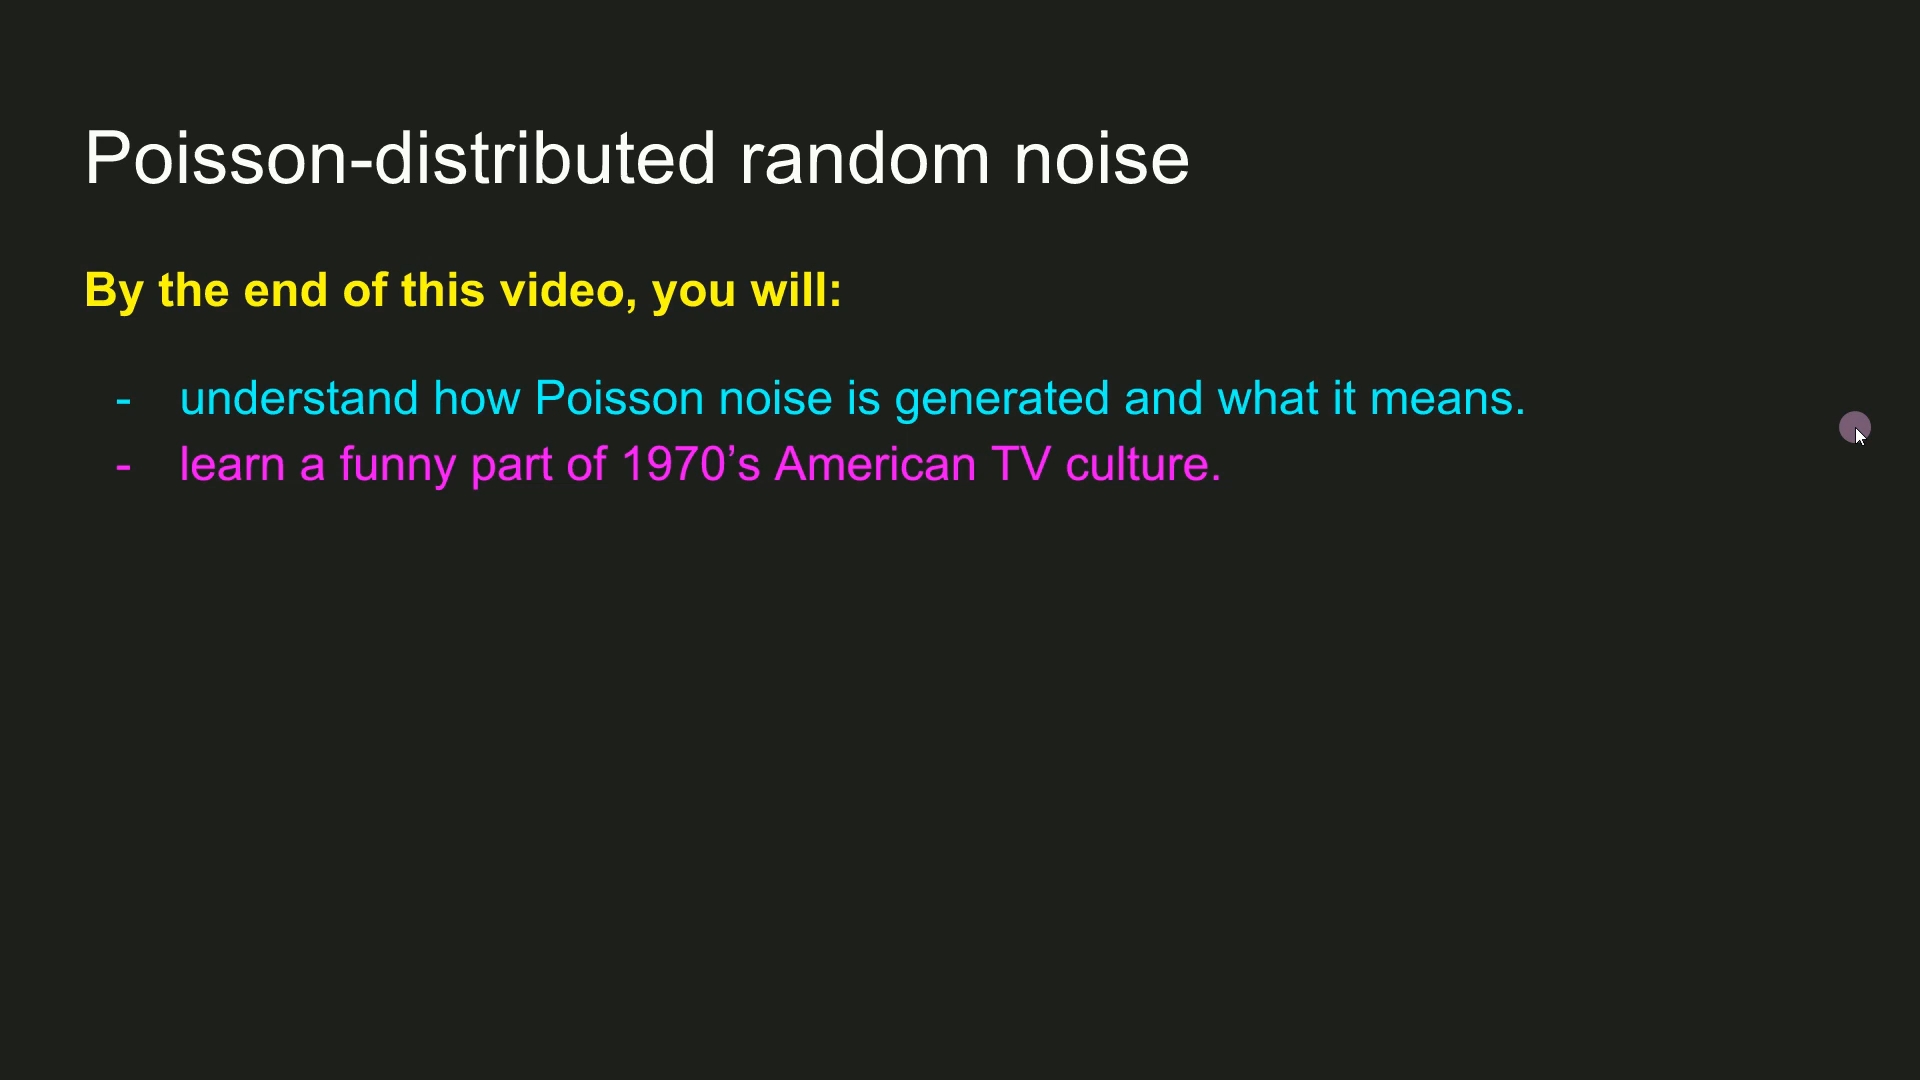 Poisson-distributed random noise
By the end of this video, you will:
- understand how Poisson noise is generated and what it means.
- learn a funny part of 1970’s American TV culture.